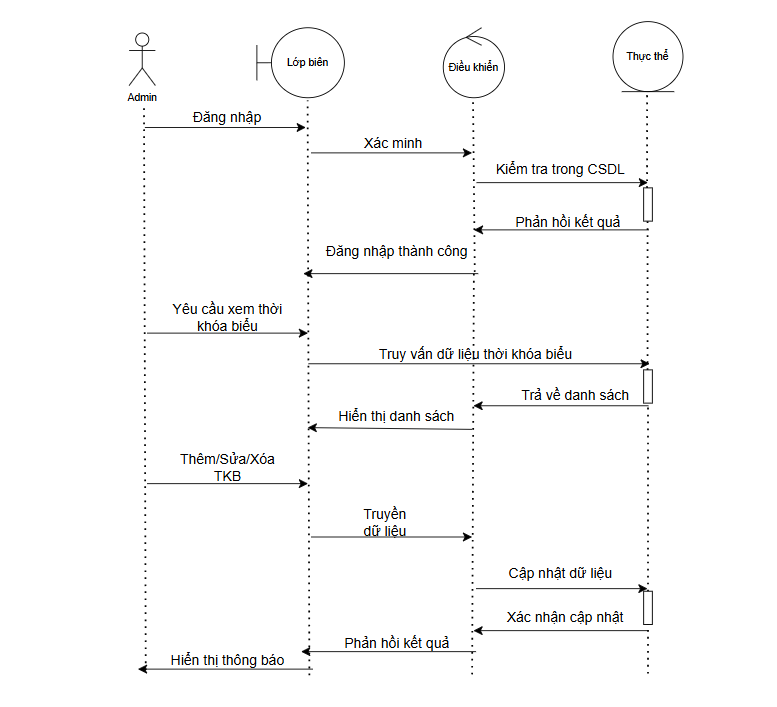 Admin
Lớp biên
Điều khiển
Thực thể
Đăng nhập
Xác minh
Kiểm tra trong CSDL
Phản hồi kết quả
Đăng nhập thành công
Yêu cầu xem thời
khóa biểu
Truy vấn dữ liệu thời khóa biểu
Trả về danh sách
Hiển thị danh sách
Thêm/Sửa/Xóa
TKB
Truyền
dữ liệu
Cập nhật dữ liệu
Xác nhận cập nhật
Phản hồi kết quả
Hiển thị thông báo